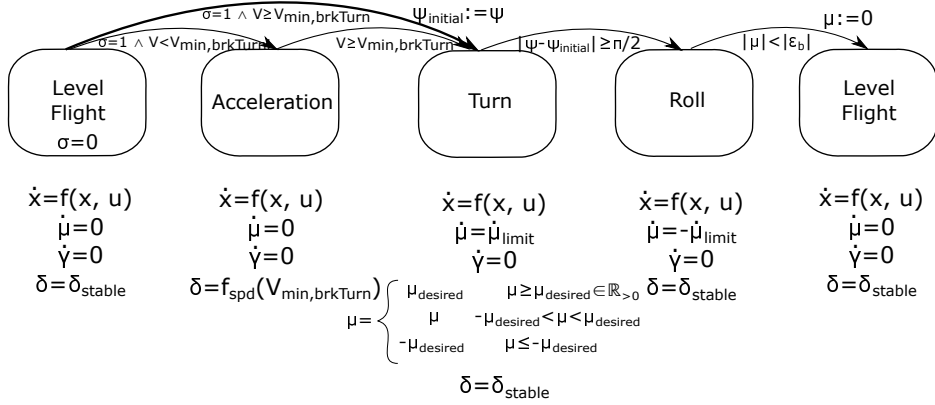 σ=1 ∧ V≥V_min,brkTurn ψ_initial:=ψ μ:=0
σ=1 ∧ V<V_min,brkTurn V≥V_min,brkTurn |ψ-ψ_initial|≥π/2 |μ|<|ε_b|
Level Flight σ=0
Acceleration
Turn
Roll
Level Flight
ẋ=f(x, u) ẋ=f(x, u) ẋ=f(x, u) ẋ=f(x, u) ẋ=f(x, u)
μ̇=0 μ̇=0 μ̇=μ̇_limit μ̇=-μ̇_limit μ̇=0
γ̇=0 γ̇=0 γ̇=0 γ̇=0 γ̇=0
δ=δ_stable δ=f_spd(V_min,brkTurn) δ=δ_stable δ=δ_stable
μ_desired μ≥μ_desired∈ℝ_>0
μ= μ -μ_desired<μ<μ_desired
-μ_desired μ≤-μ_desired
δ=δ_stable